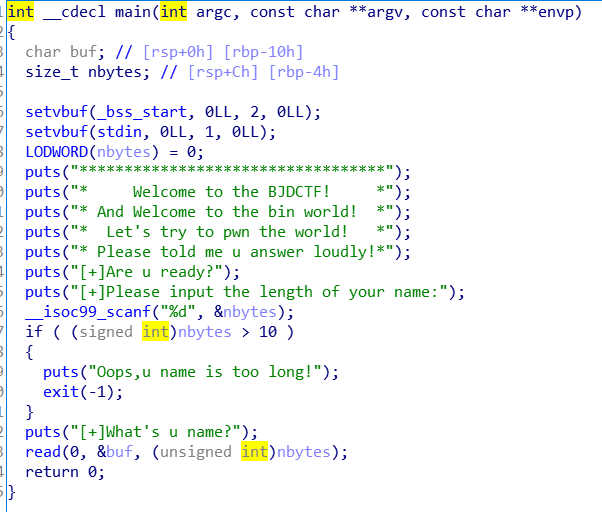 int __cdecl main(int argc, const char **argv, const char **envp)
{
  char buf; // [rsp+0h] [rbp-10h]
  size_t nbytes; // [rsp+Ch] [rbp-4h]

  setvbuf(_bss_start, 0LL, 2, 0LL);
  setvbuf(stdin, 0LL, 1, 0LL);
  LODWORD(nbytes) = 0;
  puts("**********************************");
  puts("*     Welcome to the BJDCTF!     *");
  puts("* And Welcome to the bin world!  *");
  puts("*  Let's try to pwn the world!   *");
  puts("* Please told me u answer loudly!*");
  puts("[+]Are u ready?");
  puts("[+]Please input the length of your name:");
  __isoc99_scanf("%d", &nbytes);
  if ( (signed int)nbytes > 10 )
  {
    puts("Oops,u name is too long!");
    exit(-1);
  }
  puts("[+]What's u name?");
  read(0, &buf, (unsigned int)nbytes);
  return 0;
}